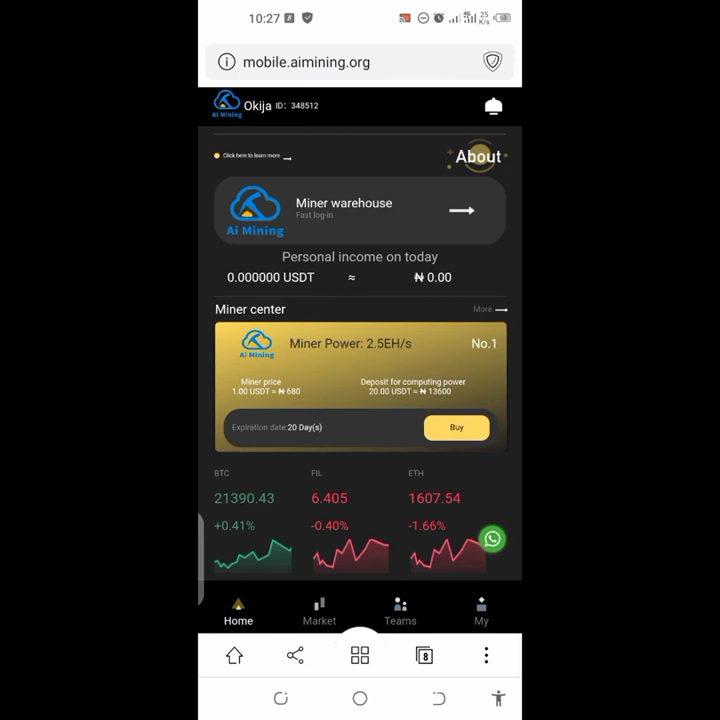 10:27
4G
25
K/s
mobile.aimining.org
Ai Mining
Okija ID: 348512
Click here to learn more
About
Ai Mining
Miner warehouse
Fast log-in
Personal income on today
0.000000 USDT ≈ ₦ 0.00
Miner center
More
Ai Mining
Miner Power: 2.5EH/s
No.1
Miner price
1.00 USDT ≈ ₦ 680
Deposit for computing power
20.00 USDT ≈ ₦ 13600
Expiration date:20 Day(s)
Buy
BTC FIL ETH
21390.43 6.405 1607.54
+0.41% -0.40% -1.66%
Home Market Teams My
8